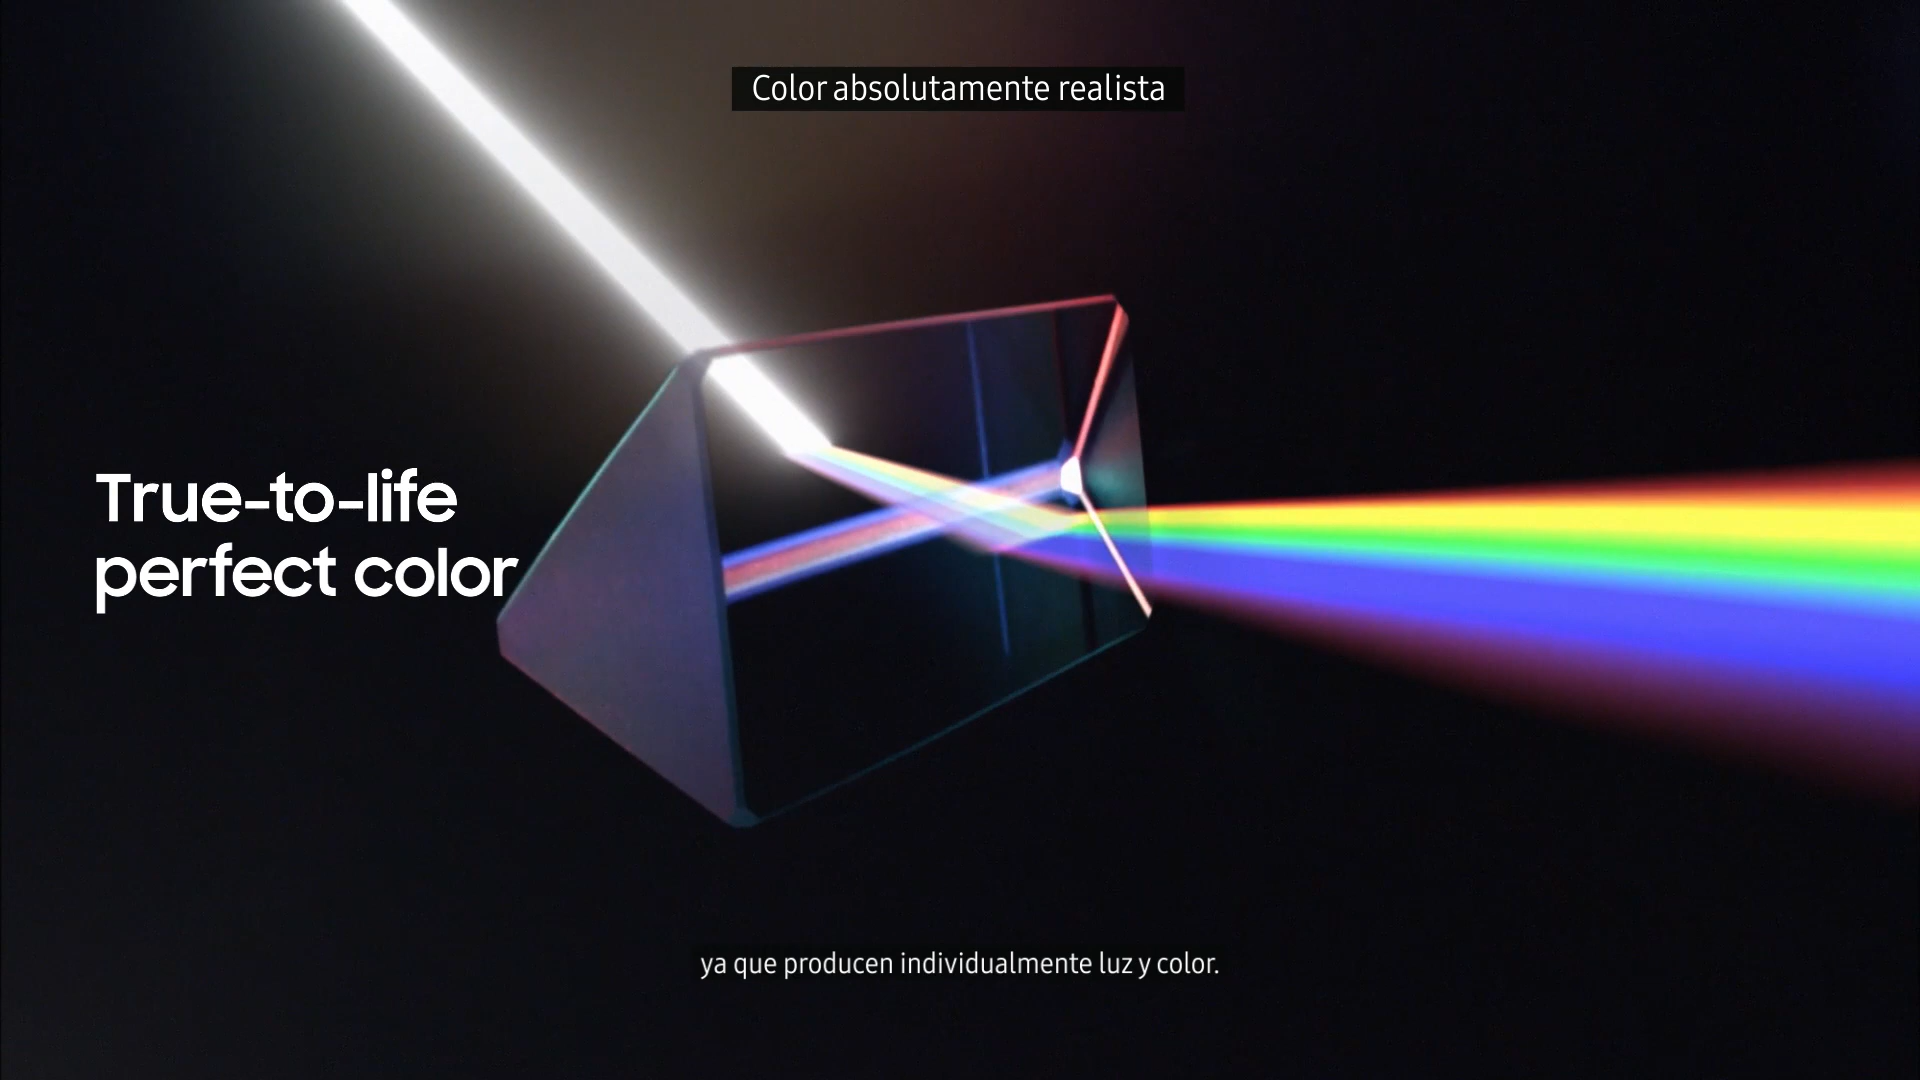 Color absolutamente realista
True-to-life
perfect color
ya que producen individualmente luz y color.